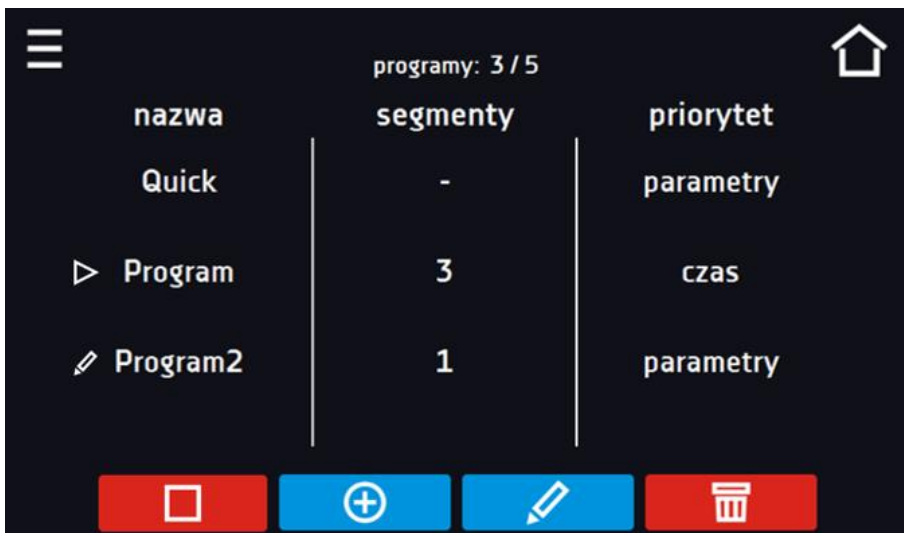 programy: 3 / 5
nazwa segmenty priorytet
Quick - parametry
Program 3 czas
Program2 1 parametry